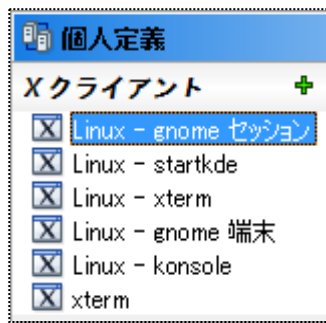 個人定義
X クライアント
Linux - gnome セッション
Linux - startkde
Linux - xterm
Linux - gnome 端末
Linux - konsole
xterm